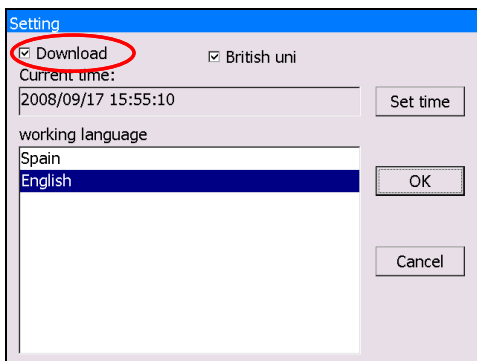 Setting
Download
British uni
Current time:
2008/09/17 15:55:10
Set time
working language
Spain
English
OK
Cancel